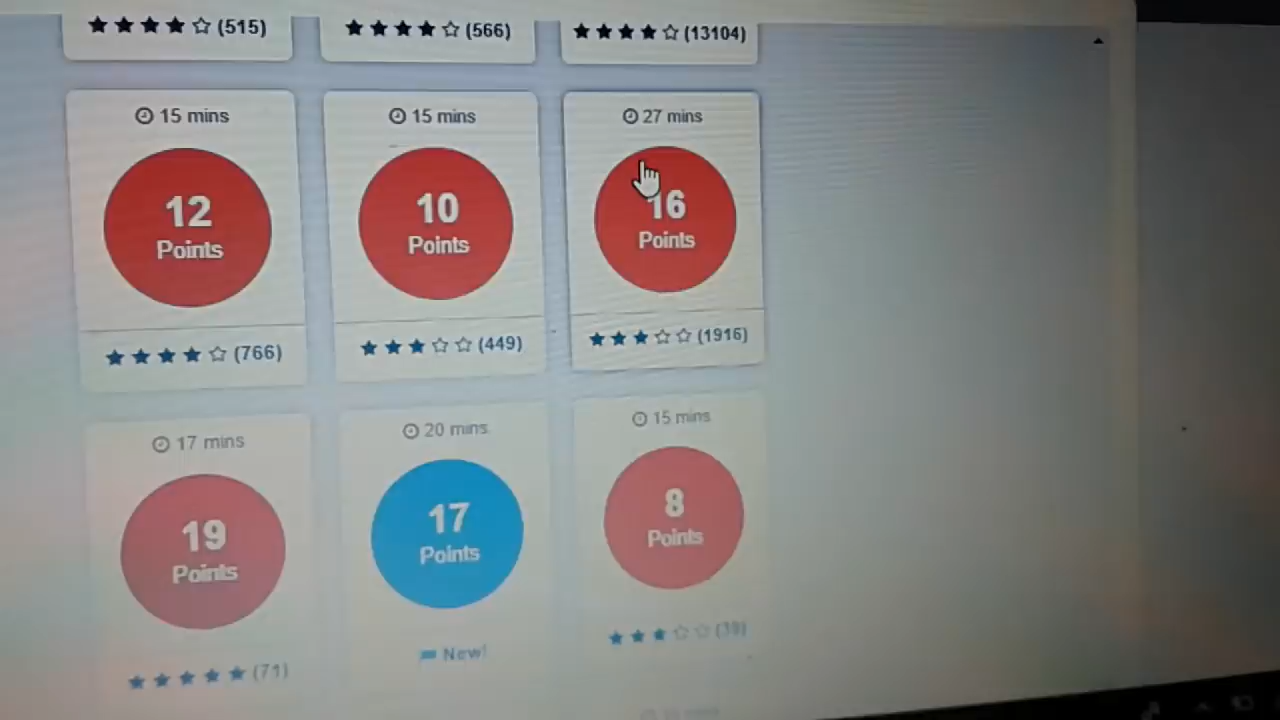 (515) (566) (13104)
15 mins 15 mins 27 mins
12 10 16
Points Points Points
(766) (449) (1916)
17 mins 20 mins 15 mins
19 17 8
Points Points Points
(71) New! (39)